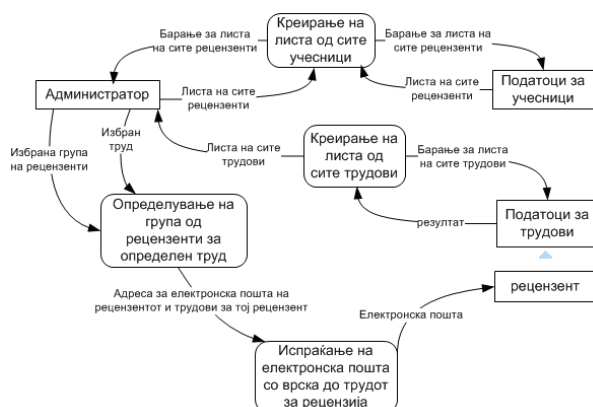 Барање за листа
на сите рецензенти
Креирање на
листа од сите
учесници
Барање за листа на
сите рецензенти
Администратор
Листа на сите
рецензенти
Листа на сите
рецензенти
Податоци за
учесници
Избрана група
на рецензенти
Избран
труд
Листа на сите
трудови
Креирање на
листа од
сите трудови
Барање за листа
на сите трудови
Определување на
група од
рецензенти за
определен труд
резултат
Податоци за
трудови
Адреса за електронска пошта на
рецензентот и трудови за тој рецензент
рецензент
Електронска пошта
Испраќање на
електронска пошта
со врска до трудот
за рецензија